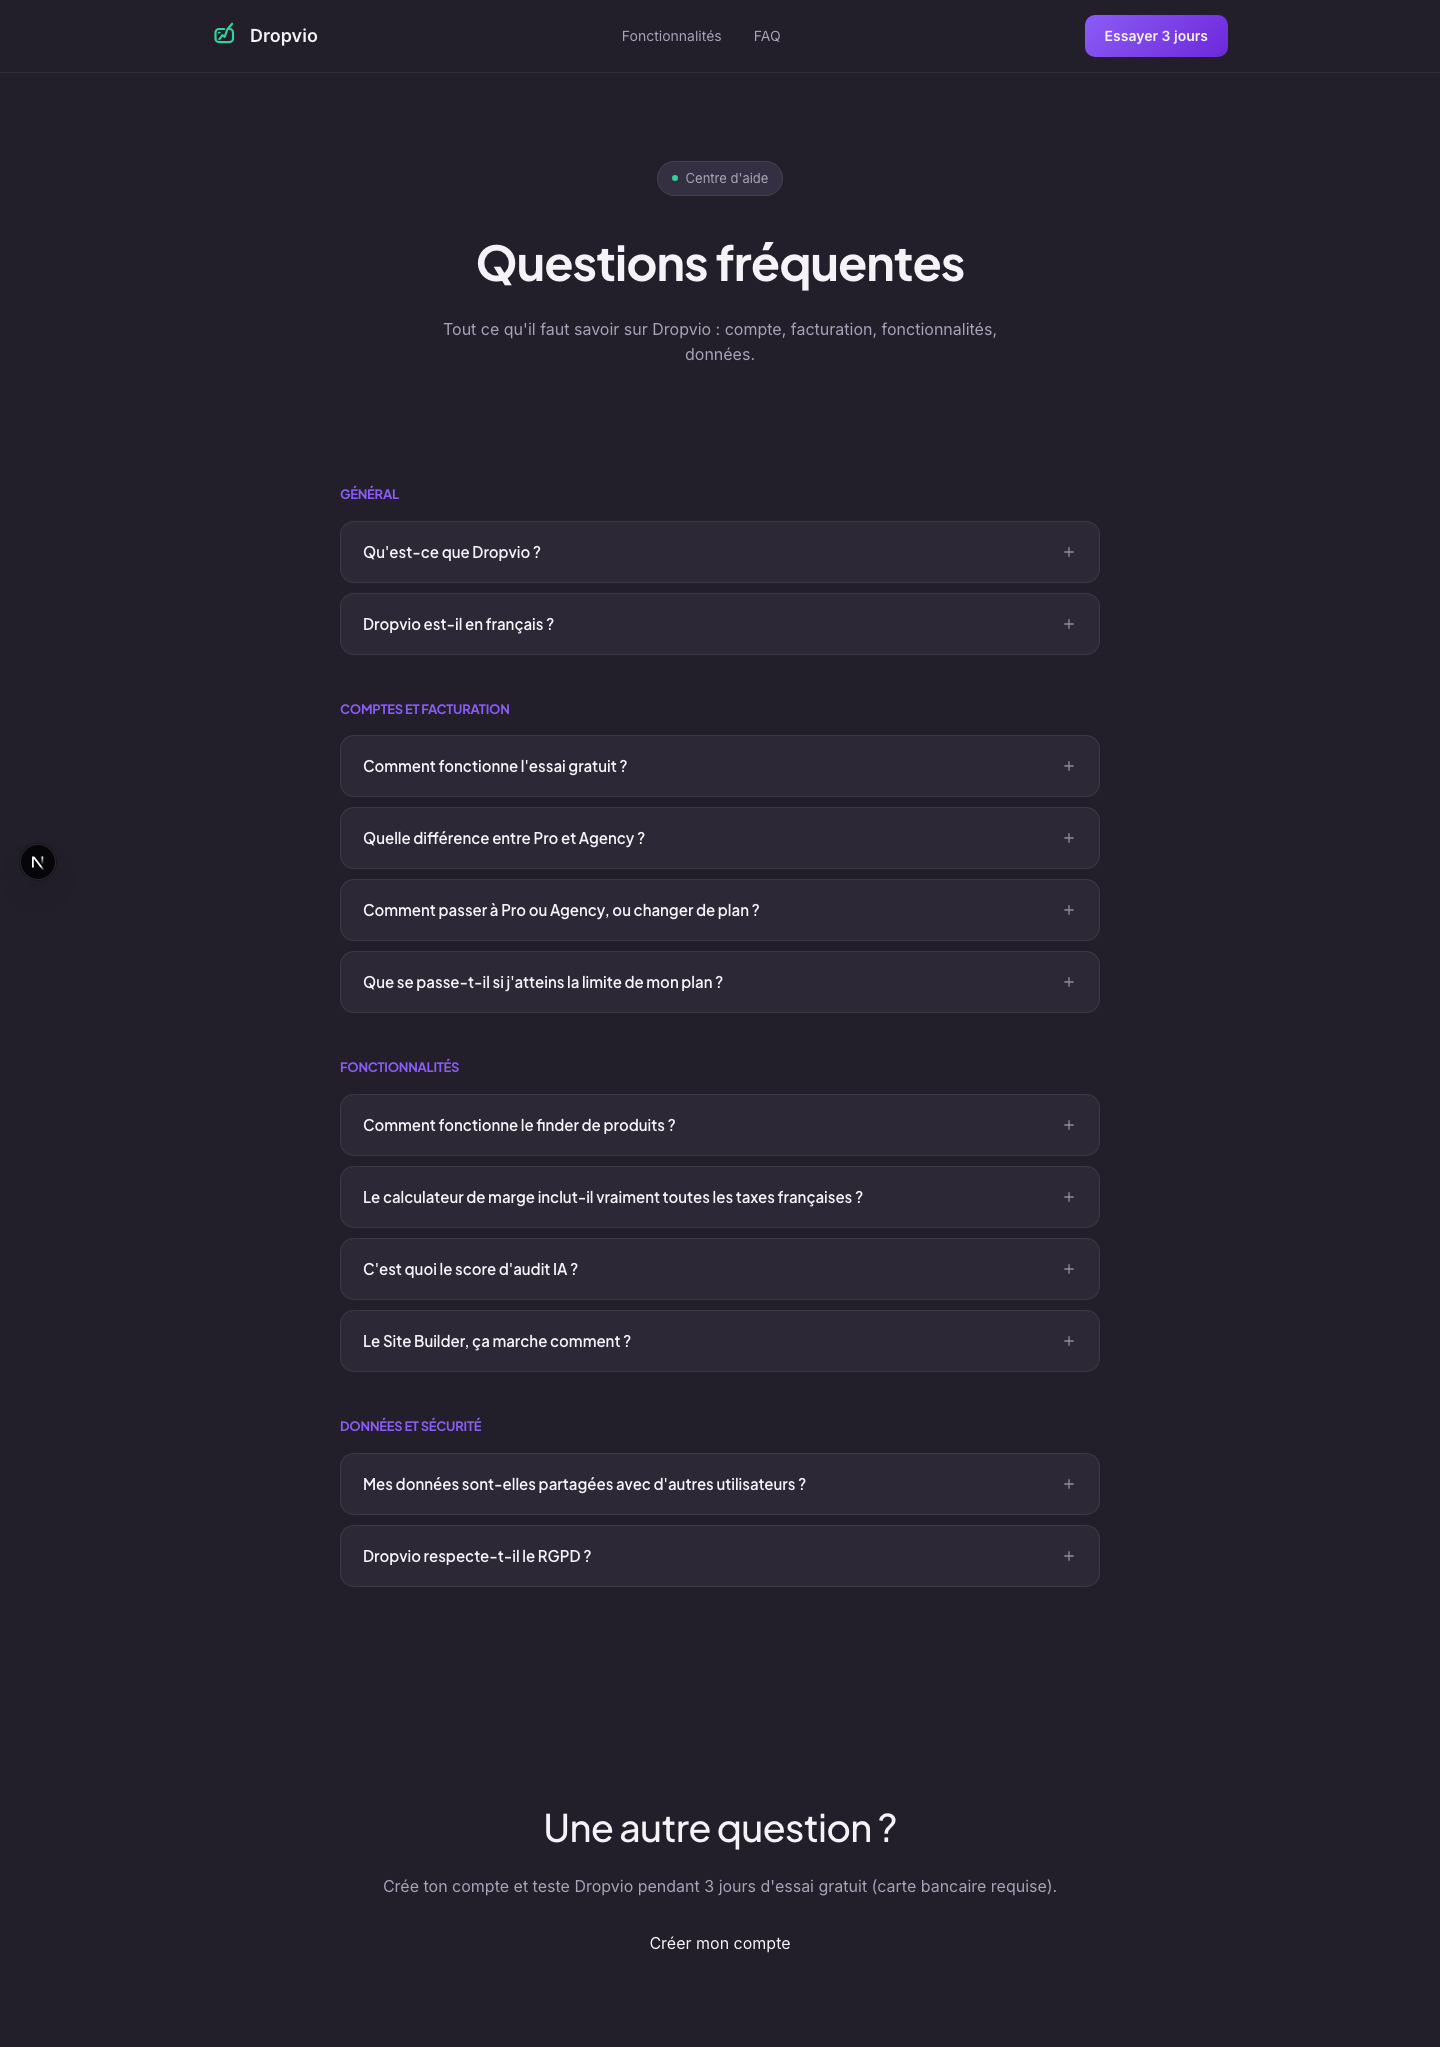 Dropvio
Fonctionnalités
FAQ
Essayer 3 jours
Centre d'aide
Questions fréquentes
Tout ce qu'il faut savoir sur Dropvio : compte, facturation, fonctionnalités,
données.
GÉNÉRAL
Qu'est-ce que Dropvio ?
Dropvio est-il en français ?
COMPTES ET FACTURATION
Comment fonctionne l'essai gratuit ?
Quelle différence entre Pro et Agency ?
Comment passer à Pro ou Agency, ou changer de plan ?
Que se passe-t-il si j'atteins la limite de mon plan ?
FONCTIONNALITÉS
Comment fonctionne le finder de produits ?
Le calculateur de marge inclut-il vraiment toutes les taxes françaises ?
C'est quoi le score d'audit IA ?
Le Site Builder, ça marche comment ?
DONNÉES ET SÉCURITÉ
Mes données sont-elles partagées avec d'autres utilisateurs ?
Dropvio respecte-t-il le RGPD ?
Une autre question ?
Crée ton compte et teste Dropvio pendant 3 jours d'essai gratuit (carte bancaire requise).
Créer mon compte